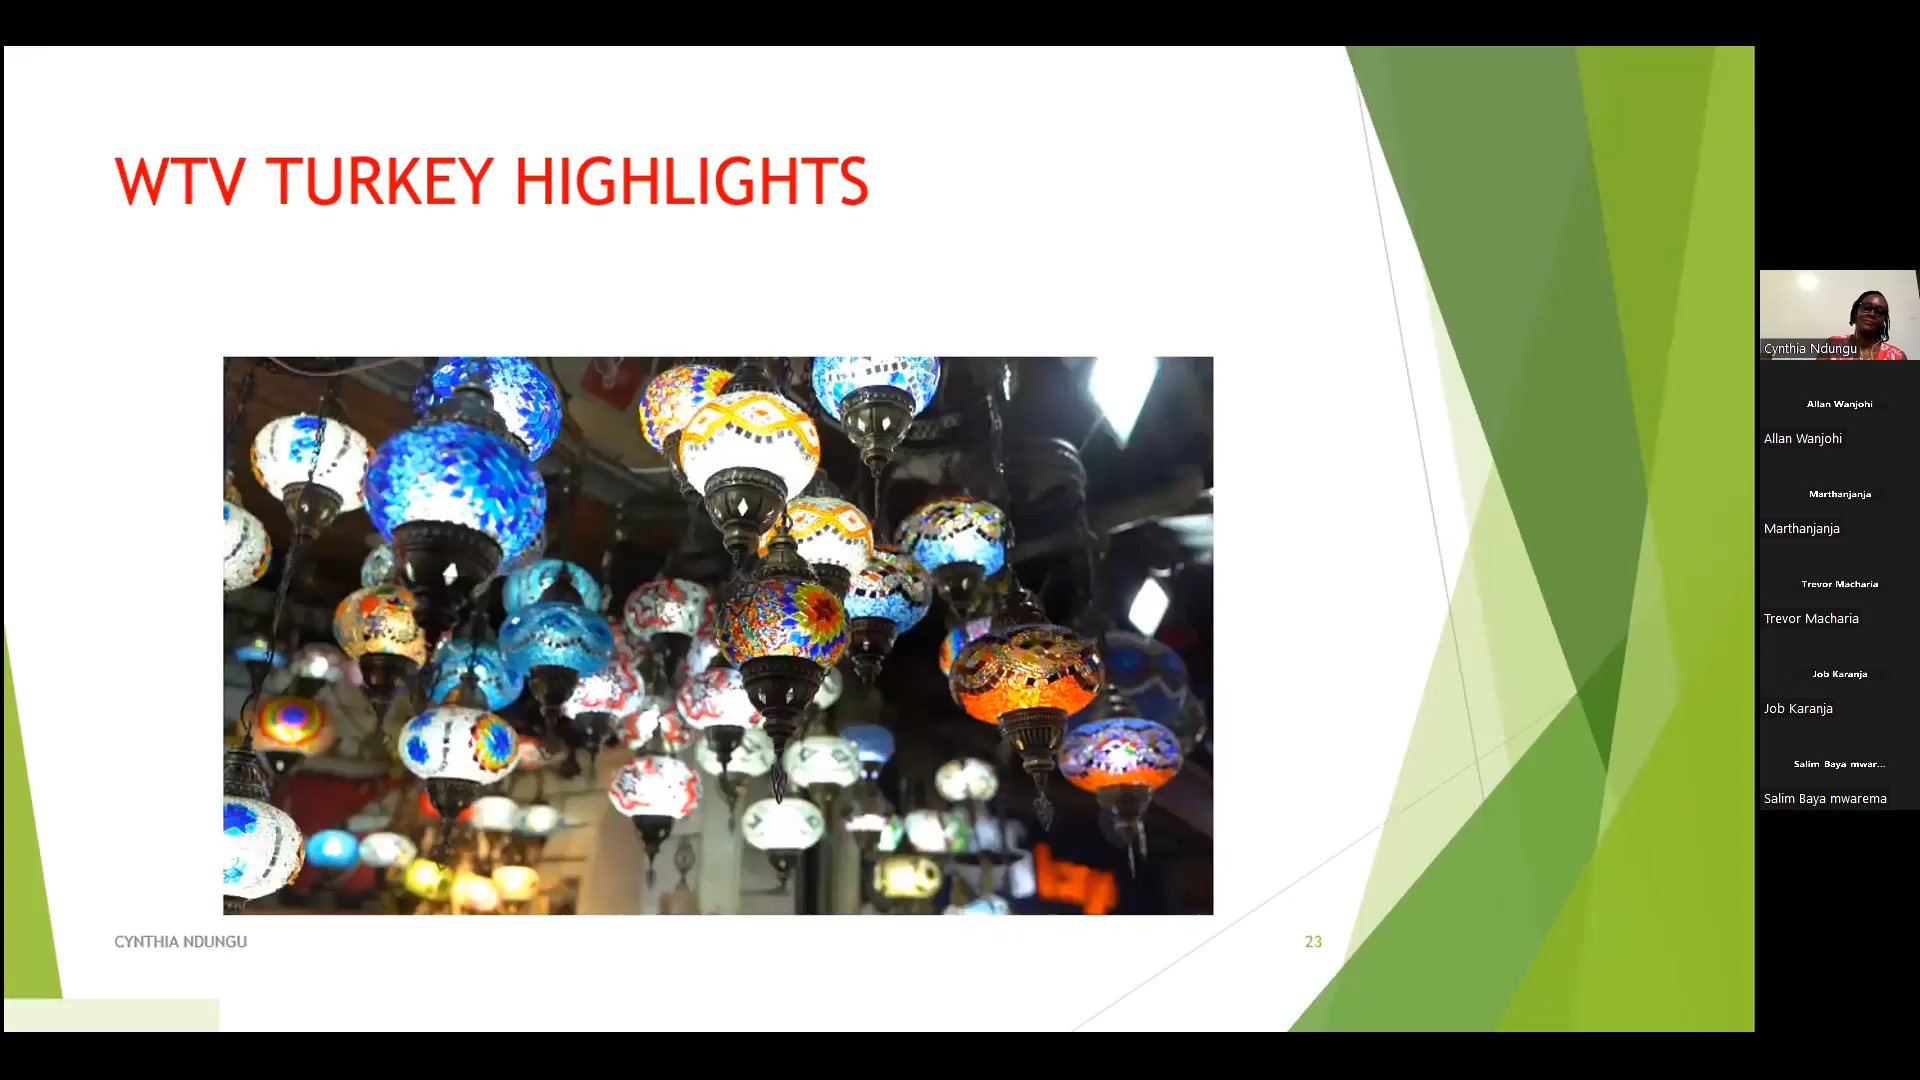 WTV TURKEY HIGHLIGHTS
CYNTHIA NDUNGU
23
Cynthia Ndungu
Allan Wanjohi
Allan Wanjohi
Marthanjanja
Marthanjanja
Trevor Macharia
Trevor Macharia
Job Karanja
Job Karanja
Salim Baya mwar...
Salim Baya mwarema